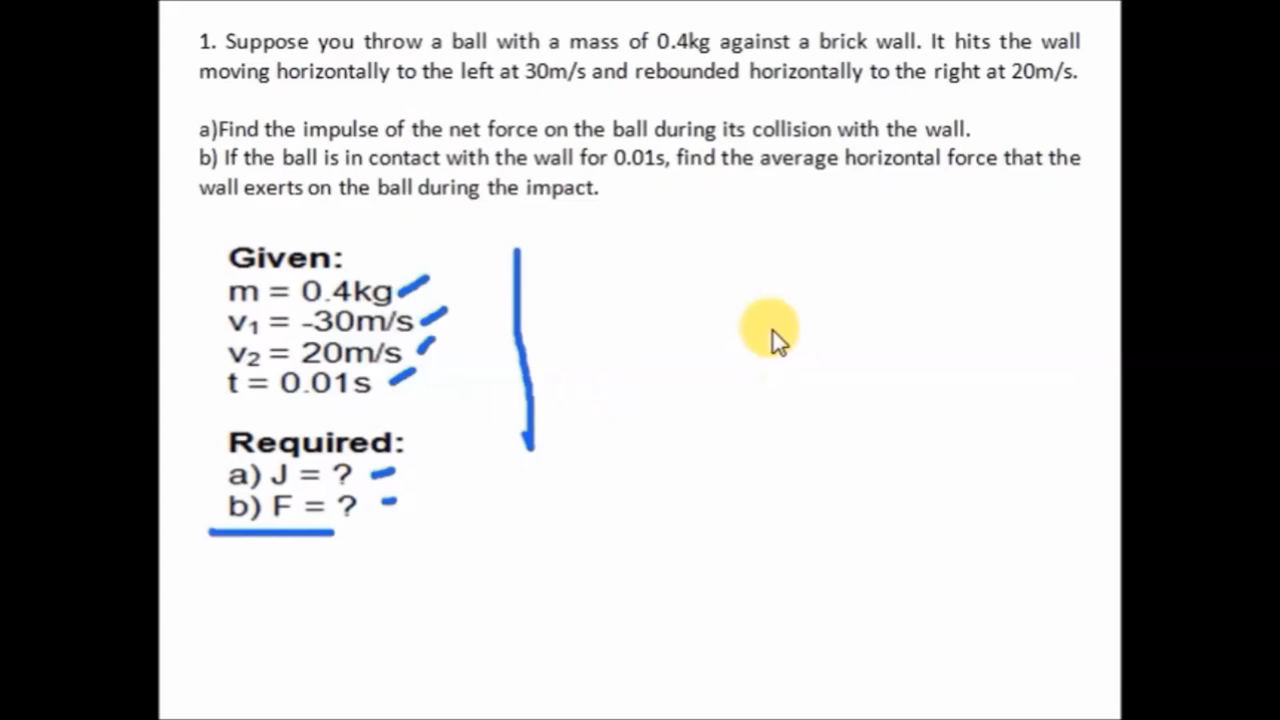 1. Suppose you throw a ball with a mass of 0.4kg against a brick wall. It hits the wall
moving horizontally to the left at 30m/s and rebounded horizontally to the right at 20m/s.
a)Find the impulse of the net force on the ball during its collision with the wall.
b) If the ball is in contact with the wall for 0.01s, find the average horizontal force that the
wall exerts on the ball during the impact.
Given:
m = 0.4kg
v₁ = -30m/s
v₂ = 20m/s
t = 0.01s
Required:
a) J = ?
b) F = ?